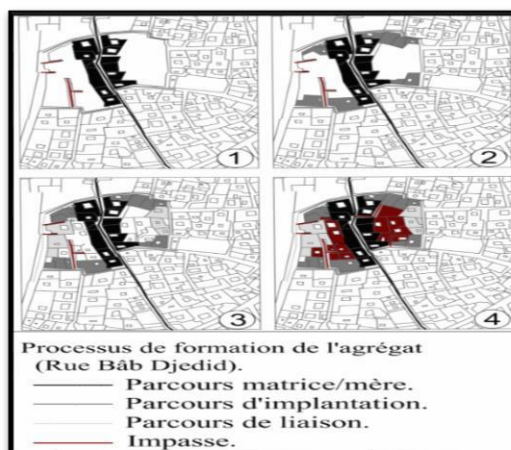 1
2
3
4
Processus de formation de l'agrégat
(Rue Bâb Djedid).
Parcours matrice/mère.
Parcours d'implantation.
Parcours de liaison.
Impasse.